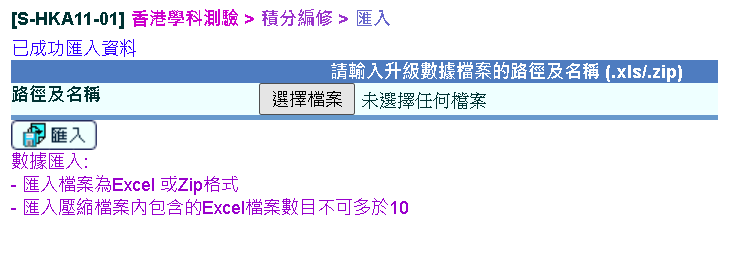 [S-HKA11-01] 香港學科測驗 > 積分編修 > 匯入
已成功匯入資料
請輸入升級數據檔案的路徑及名稱 (.xls/.zip)
路徑及名稱 選擇檔案 未選擇任何檔案
匯入
數據匯入:
- 匯入檔案為Excel 或Zip格式
- 匯入壓縮檔案內包含的Excel檔案數目不可多於10